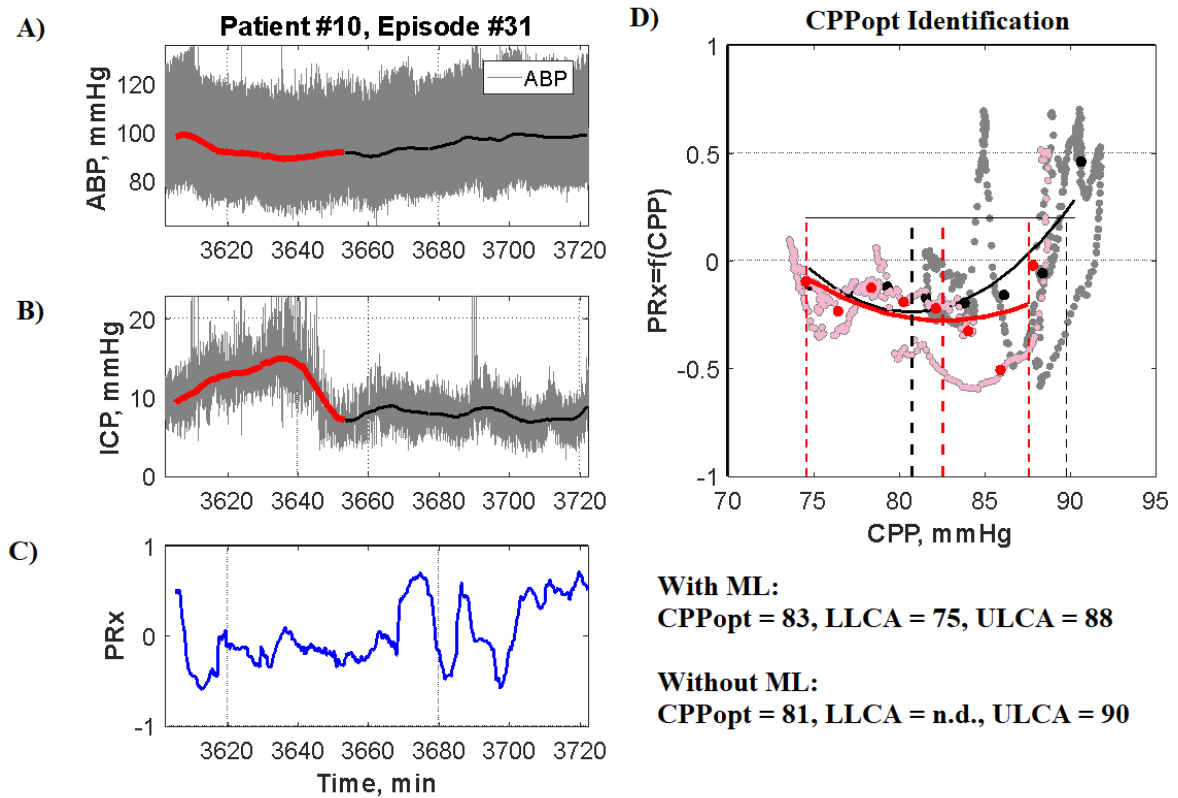 A)
Patient #10, Episode #31
ABP, mmHg
120
100
80
ABP
3620 3640 3660 3680 3700 3720
B)
ICP, mmHg
20
10
0
3620 3640 3660 3680 3700 3720
C)
PRx
1
0
-1
3620 3640 3660 3680 3700 3720
Time, min
D)
CPPopt Identification
PRx=f(CPP)
1
0.5
0
-0.5
-1
70 75 80 85 90 95
CPP, mmHg
With ML:
CPPopt = 83, LLCA = 75, ULCA = 88
Without ML:
CPPopt = 81, LLCA = n.d., ULCA = 90